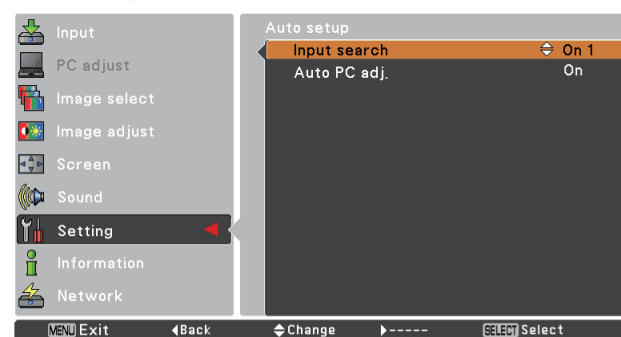 Input
PC adjust
Image select
Image adjust
Screen
Sound
Setting
Information
Network
Auto setup
Input search On 1
Auto PC adj. On
MENU Exit ◀Back Change ▶----- SELECT Select